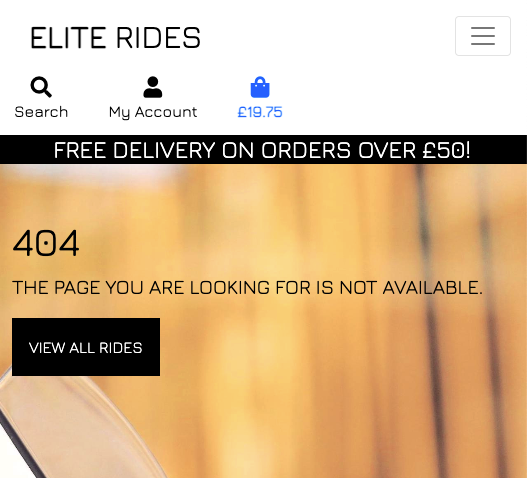 ELITE RIDES
Search
My Account
£19.75
FREE DELIVERY ON ORDERS OVER £50!
404
THE PAGE YOU ARE LOOKING FOR IS NOT AVAILABLE.
VIEW ALL RIDES